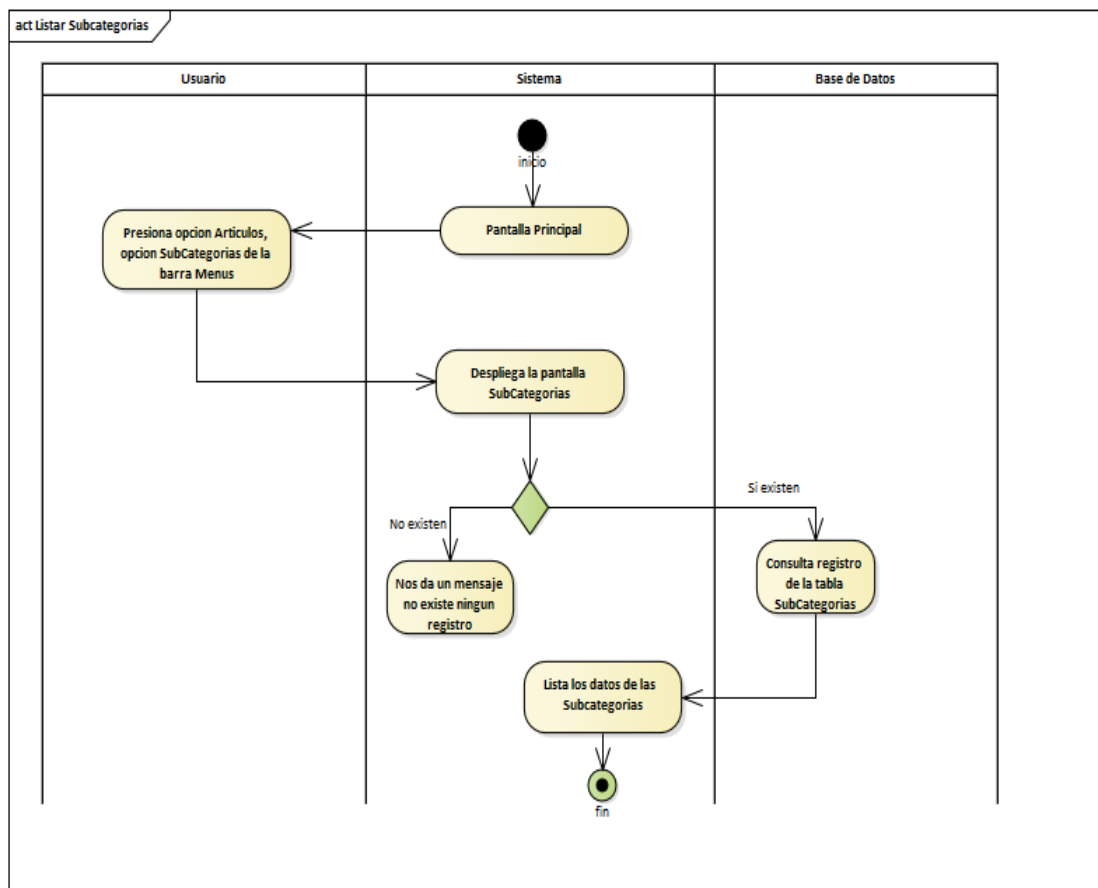 act Listar Subcategorias
Usuario
Sistema
Base de Datos
inicio
Pantalla Principal
Presiona opcion Articulos,
opcion SubCategorias de la
barra Menus
Despliega la pantalla
SubCategorias
Si existen
No existen
Nos da un mensaje
no existe ningun
registro
Consulta registro
de la tabla
SubCategorias
Lista los datos de las
Subcategorias
fin